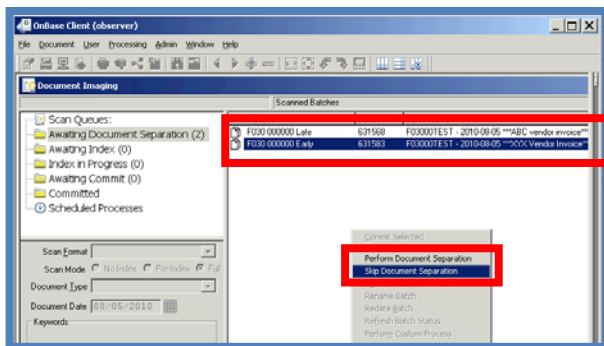 OnBase Client (observer)
File Document User Processing Admin Window Help
Document Imaging
Scanned Batches
Scan Queues:
Awaiting Document Separation (2)
Awaiting Index (0)
Index in Progress (0)
Awaiting Commit (0)
Committed
Scheduled Processes
F030 000000 Late 631568 F03000TEST - 2010-08-05 ***ABC vendor invoice**
F030 000000 Early 631583 F03000TEST - 2010-08-05 ***XYX Vendor Invoice**
Commit Selected
Perform Document Separation
Skip Document Separation
Rename Batch
Redate Batch
Refresh Batch Status
Perform Custom Process
Scan Format
Scan Mode No Index Pre-Index Full
Document Type
Document Date 08/05/2010
Keywords